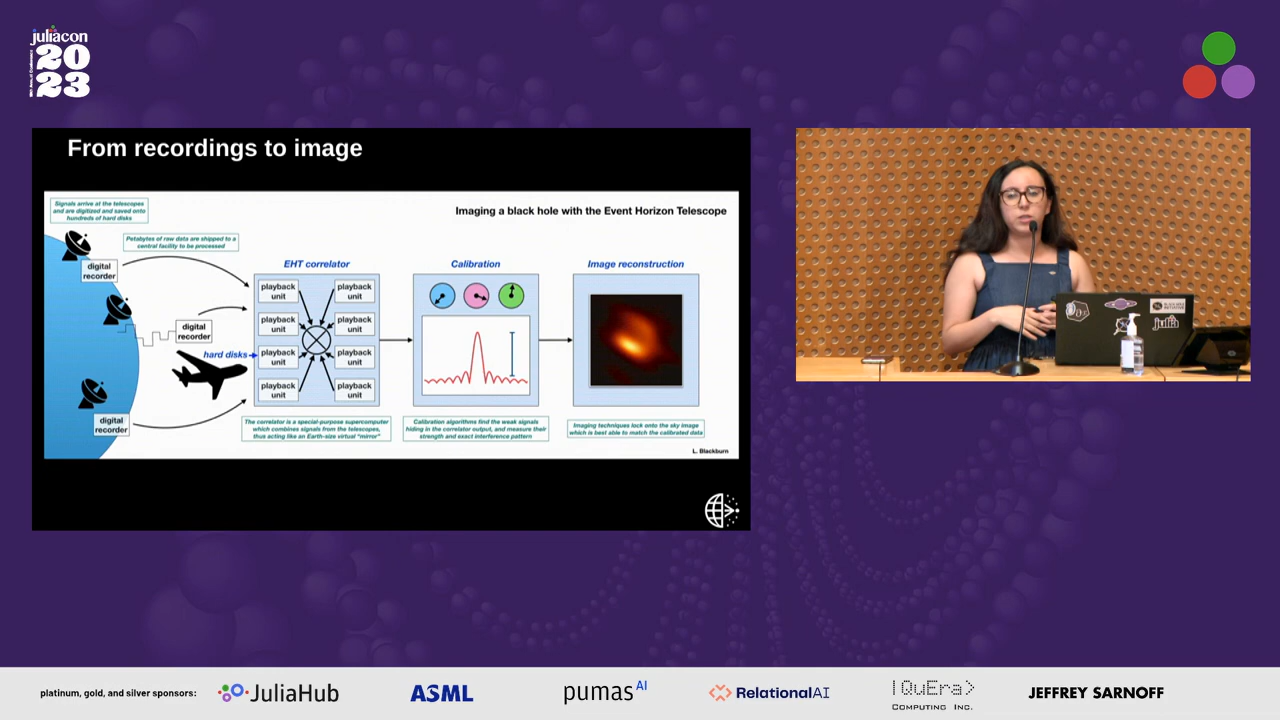 juliacon
20
23
From recordings to image
Signals arrive at the telescopes
and are digitized and saved onto
hundreds of hard disks
Imaging a black hole with the Event Horizon Telescope
Petabytes of raw data are shipped to a
central facility to be processed
digital
recorder
digital
recorder
digital
recorder
hard disks
EHT correlator
playback
unit
playback
unit
playback
unit
playback
unit
playback
unit
playback
unit
playback
unit
playback
unit
Calibration
Image reconstruction
The correlator is a special-purpose supercomputer
which combines signals from the telescopes,
thus acting like an Earth-size virtual "mirror"
Calibration algorithms find the weak signals
hiding in the correlator output, and measure their
strength and exact interference pattern
Imaging techniques lock onto the sky image
which is best able to match the calibrated data
L. Blackburn
julia
platinum, gold, and silver sponsors:
JuliaHub
ASML
pumas AI
RelationalAI
|QuEra>
COMPUTING INC.
JEFFREY SARNOFF